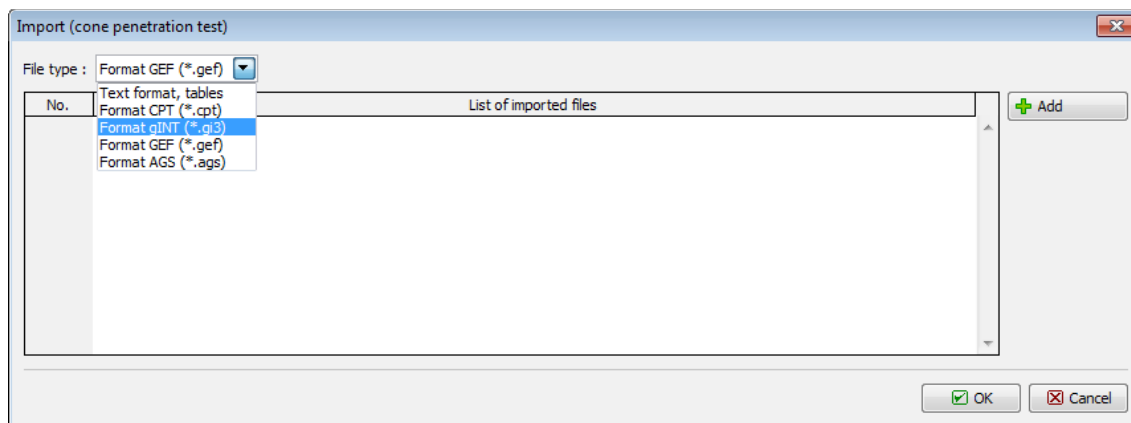 Import (cone penetration test)
File type : Format GEF (*.gef)
Text format, tables
No. List of imported files Add
Format CPT (*.cpt)
Format gINT (*.gi3)
Format GEF (*.gef)
Format AGS (*.ags)
OK Cancel